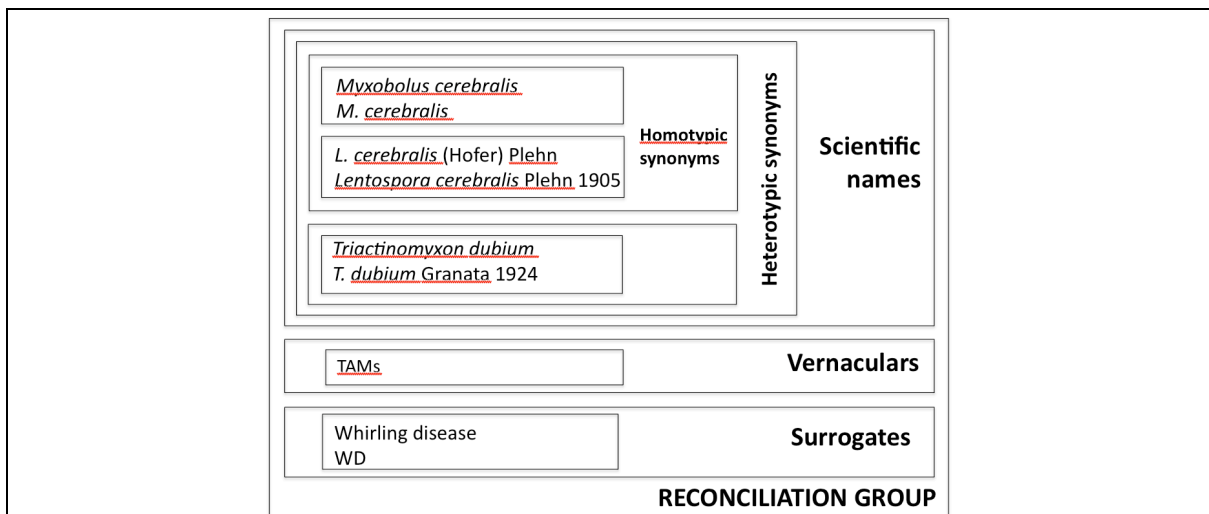 Myxobolus cerebralis
M. cerebralis
L. cerebralis (Hofer) Plehn
Lentospora cerebralis Plehn 1905
Homotypic
synonyms
Triactinomyxon dubium
T. dubium Granata 1924
Heterotypic synonyms
Scientific
names
TAMs
Vernaculars
Whirling disease
WD
Surrogates
RECONCILIATION GROUP